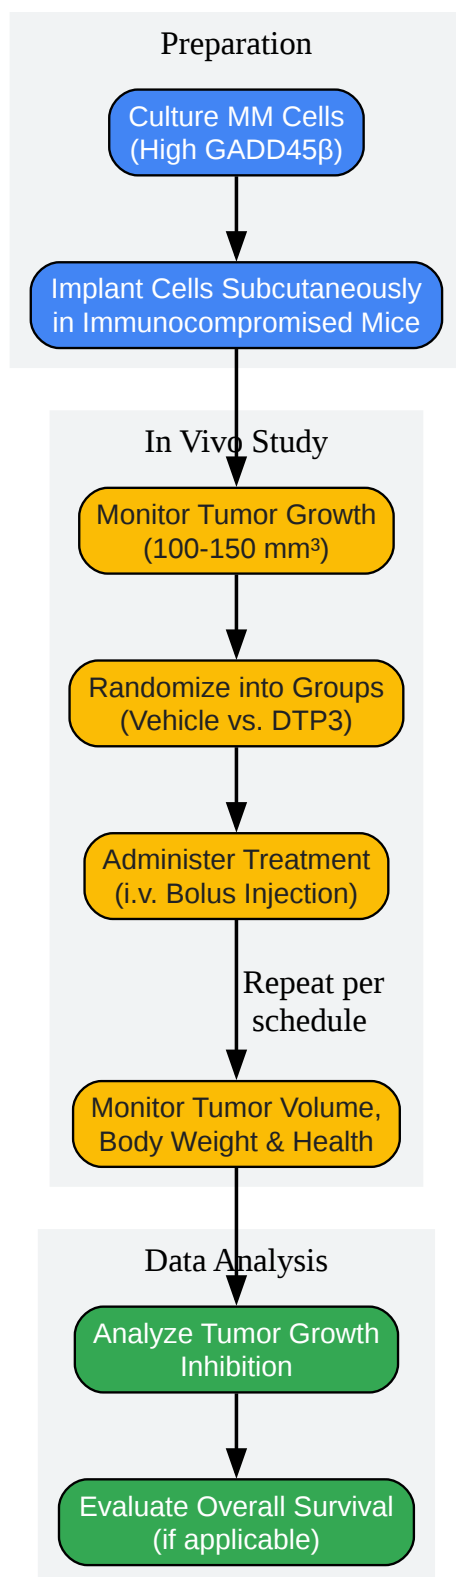 Preparation
Culture MM Cells
(High GADD45β)
Implant Cells Subcutaneously
in Immunocompromised Mice
In Vivo Study
Monitor Tumor Growth
(100-150 mm³)
Randomize into Groups
(Vehicle vs. DTP3)
Administer Treatment
(i.v. Bolus Injection)
Repeat per
schedule
Monitor Tumor Volume,
Body Weight & Health
Data Analysis
Analyze Tumor Growth
Inhibition
Evaluate Overall Survival
(if applicable)